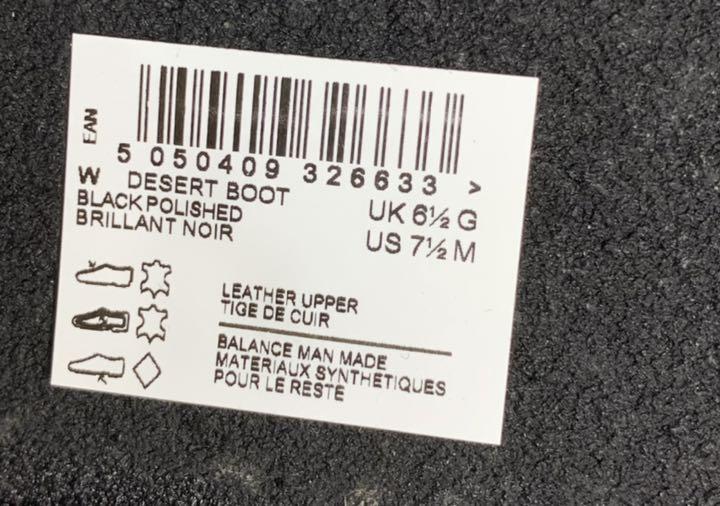 EAN
5 050409 326633 >
W DESERT BOOT
BLACK POLISHED
BRILLANT NOIR
UK 6½ G
US 7½ M
LEATHER UPPER
TIGE DE CUIR
BALANCE MAN MADE
MATERIAUX SYNTHETIQUES
POUR LE RESTE